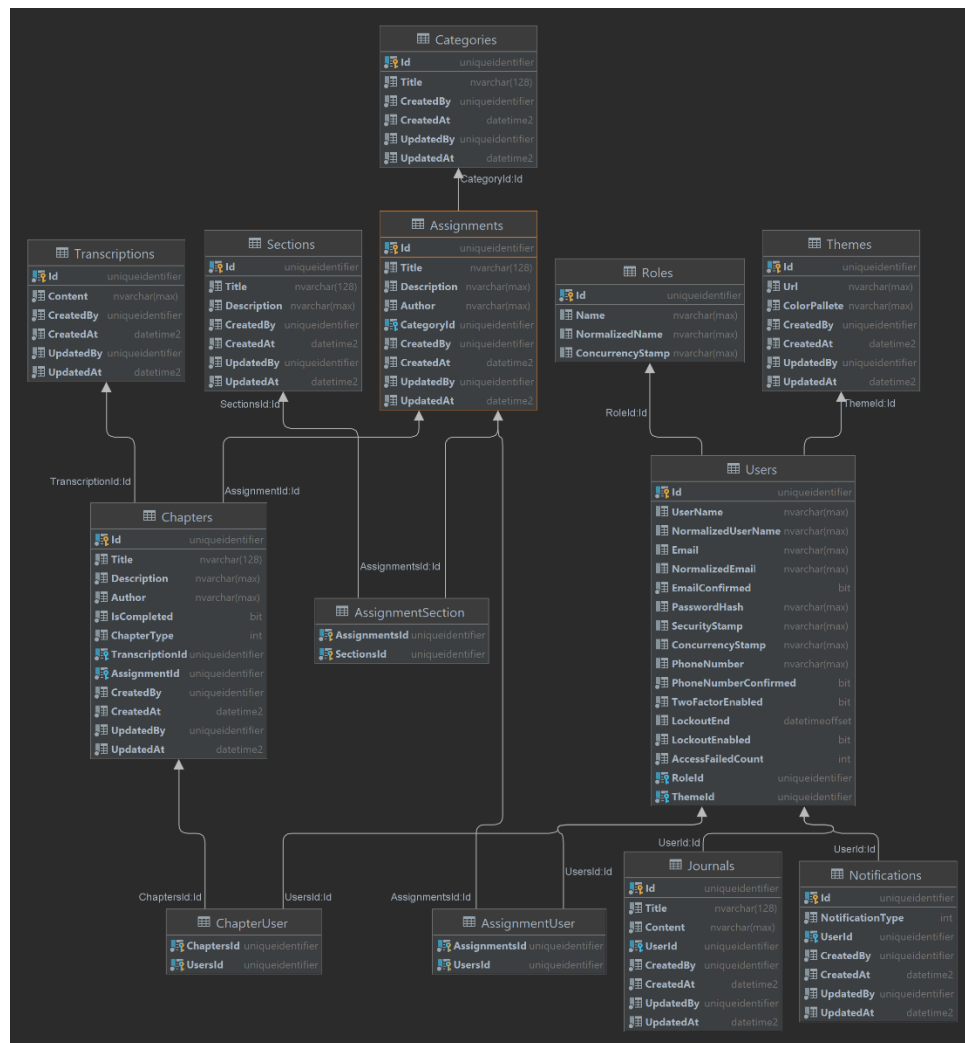 Categories
Id uniqueidentifier
Title nvarchar(128)
CreatedBy uniqueidentifier
CreatedAt datetime2
UpdatedBy uniqueidentifier
UpdatedAt datetime2
CategoryId:Id
Transcriptions
Id uniqueidentifier
Content nvarchar(max)
CreatedBy uniqueidentifier
CreatedAt datetime2
UpdatedBy uniqueidentifier
UpdatedAt datetime2
Sections
Id uniqueidentifier
Title nvarchar(128)
Description nvarchar(max)
CreatedBy uniqueidentifier
CreatedAt datetime2
UpdatedBy uniqueidentifier
UpdatedAt datetime2
Assignments
Id uniqueidentifier
Title nvarchar(128)
Description nvarchar(max)
Author nvarchar(max)
CategoryId uniqueidentifier
CreatedBy uniqueidentifier
CreatedAt datetime2
UpdatedBy uniqueidentifier
UpdatedAt datetime2
Roles
Id uniqueidentifier
Name nvarchar(max)
NormalizedName nvarchar(max)
ConcurrencyStamp nvarchar(max)
Themes
Id uniqueidentifier
Url nvarchar(max)
ColorPallete nvarchar(max)
CreatedBy uniqueidentifier
CreatedAt datetime2
UpdatedBy uniqueidentifier
UpdatedAt datetime2
SectionsId:Id
RoleId:Id
ThemeId:Id
TranscriptionId:Id
AssignmentId:Id
Chapters
Id uniqueidentifier
Title nvarchar(128)
Description nvarchar(max)
Author nvarchar(max)
IsCompleted bit
ChapterType int
TranscriptionId uniqueidentifier
AssignmentId uniqueidentifier
CreatedBy uniqueidentifier
CreatedAt datetime2
UpdatedBy uniqueidentifier
UpdatedAt datetime2
AssignmentsId:Id
AssignmentSection
AssignmentsId uniqueidentifier
SectionsId uniqueidentifier
Users
Id uniqueidentifier
UserName nvarchar(max)
NormalizedUserName nvarchar(max)
Email nvarchar(max)
NormalizedEmail nvarchar(max)
EmailConfirmed bit
PasswordHash nvarchar(max)
SecurityStamp nvarchar(max)
ConcurrencyStamp nvarchar(max)
PhoneNumber nvarchar(max)
PhoneNumberConfirmed bit
TwoFactorEnabled bit
LockoutEnd datetimeoffset
LockoutEnabled bit
AccessFailedCount int
RoleId uniqueidentifier
ThemeId uniqueidentifier
ChaptersId:Id
UsersId:Id
AssignmentsId:Id
UsersId:Id
UserId:Id
UserId:Id
ChapterUser
ChaptersId uniqueidentifier
UsersId uniqueidentifier
AssignmentUser
AssignmentsId uniqueidentifier
UsersId uniqueidentifier
Journals
Id uniqueidentifier
Title nvarchar(128)
Content nvarchar(max)
UserId uniqueidentifier
CreatedBy uniqueidentifier
CreatedAt datetime2
UpdatedBy uniqueidentifier
UpdatedAt datetime2
Notifications
Id uniqueidentifier
NotificationType int
UserId uniqueidentifier
CreatedBy uniqueidentifier
CreatedAt datetime2
UpdatedBy uniqueidentifier
UpdatedAt datetime2